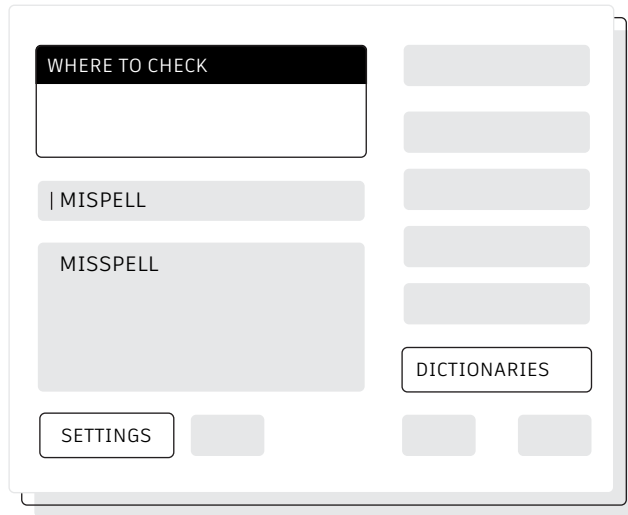 WHERE TO CHECK
| MISPELL
MISSPELL
DICTIONARIES
SETTINGS